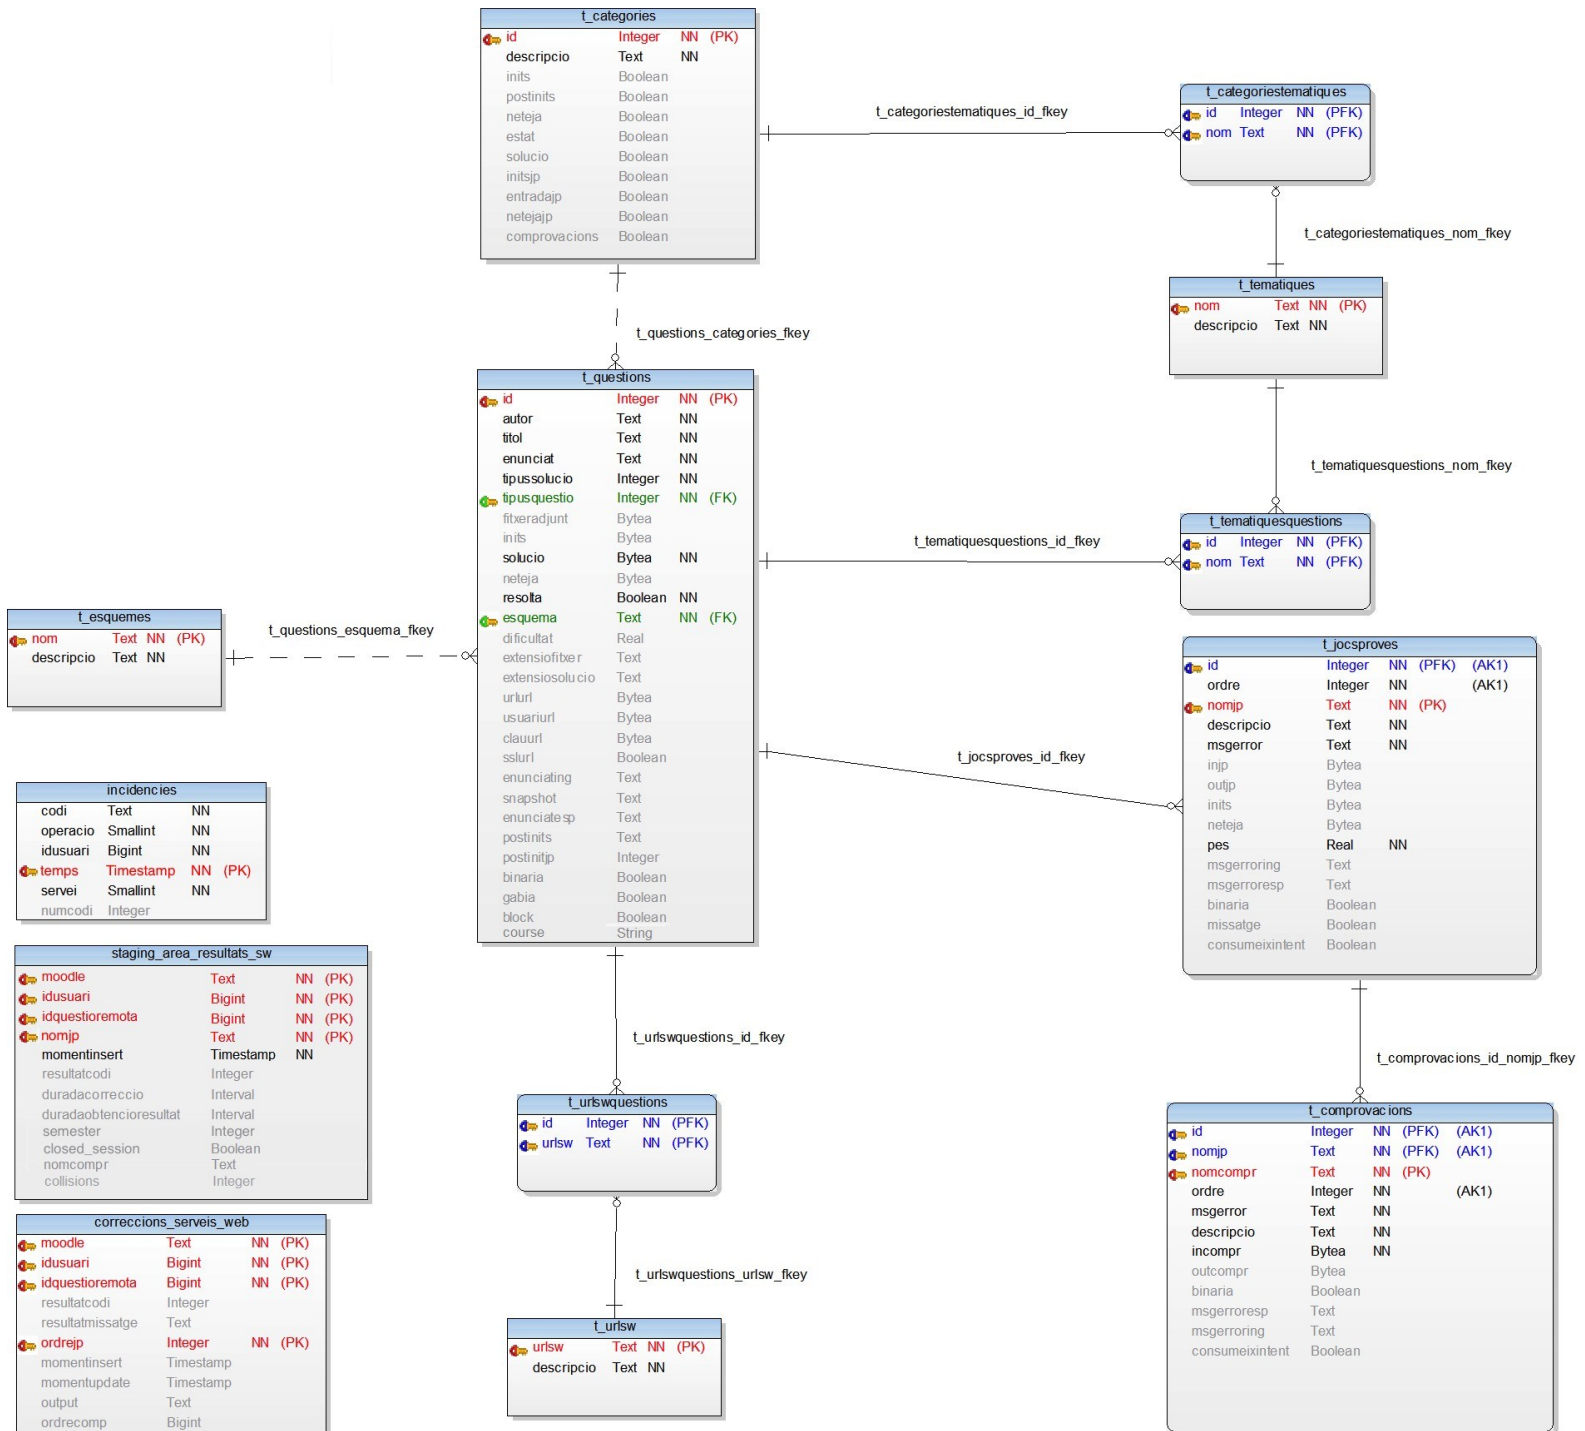 t_categories
id Integer NN (PK)
descripcio Text NN
inits Boolean
postinits Boolean
neteja Boolean
estat Boolean
solucio Boolean
initsjp Boolean
entradajp Boolean
netejajp Boolean
comprovacions Boolean
t_categoriestematiques_id_fkey
t_categoriestematiques
id Integer NN (PFK)
nom Text NN (PFK)
t_categoriestematiques_nom_fkey
t_tematiques
nom Text NN (PK)
descripcio Text NN
t_questions_categories_fkey
t_questions
id Integer NN (PK)
autor Text NN
titol Text NN
enunciat Text NN
tipussolucio Integer NN
tipusquestio Integer NN (FK)
fitxeradjunt Bytea
inits Bytea
solucio Bytea NN
neteja Bytea
resolta Boolean NN
esquema Text NN (FK)
dificultat Real
extensiofitxer Text
extensiosolucio Text
urlurl Bytea
usuariurl Bytea
clauurl Bytea
sslurl Boolean
enunciating Text
snapshot Text
enunciatesp Text
postinits Text
postinitjp Integer
binaria Boolean
gabia Boolean
block Boolean
course String
t_tematiquesquestions_nom_fkey
t_tematiquesquestions_id_fkey
t_tematiquesquestions
id Integer NN (PFK)
nom Text NN (PFK)
t_esquemes
nom Text NN (PK)
descripcio Text NN
t_questions_esquema_fkey
t_jocsproves_id_fkey
t_jocsproves
id Integer NN (PFK) (AK1)
ordre Integer NN (AK1)
nomjp Text NN (PK)
descripcio Text NN
msgerror Text NN
injp Bytea
outjp Bytea
inits Bytea
neteja Bytea
pes Real NN
msgerroring Text
msgerroresp Text
binaria Boolean
missatge Boolean
consumeixintent Boolean
incidencies
codi Text NN
operacio Smallint NN
idusuari Bigint NN
temps Timestamp NN (PK)
servei Smallint NN
numcodi Integer
staging_area_resultats_sw
moodle Text NN (PK)
idusuari Bigint NN (PK)
idquestioremota Bigint NN (PK)
nomjp Text NN (PK)
momentinsert Timestamp NN
resultatcodi Integer
duradacorreccio Interval
duradaobtencioresultat Interval
semester Integer
closed_session Boolean
nomcompr Text
collisions Integer
t_urlswquestions_id_fkey
t_urlswquestions
id Integer NN (PFK)
urlsw Text NN (PFK)
t_comprovacions_id_nomjp_fkey
t_comprovacions
id Integer NN (PFK) (AK1)
nomjp Text NN (PFK) (AK1)
nomcompr Text NN (PK)
ordre Integer NN (AK1)
msgerror Text NN
descripcio Text NN
incompr Bytea NN
outcompr Bytea
binaria Boolean
msgerroresp Text
msgerroring Text
consumeixintent Boolean
correccions_serveis_web
moodle Text NN (PK)
idusuari Bigint NN (PK)
idquestioremota Bigint NN (PK)
resultatcodi Integer
resultatmissatge Text
ordrejp Integer NN (PK)
momentinsert Timestamp
momentupdate Timestamp
output Text
ordrecomp Bigint
t_urlswquestions_urlsw_fkey
t_urlsw
urlsw Text NN (PK)
descripcio Text NN